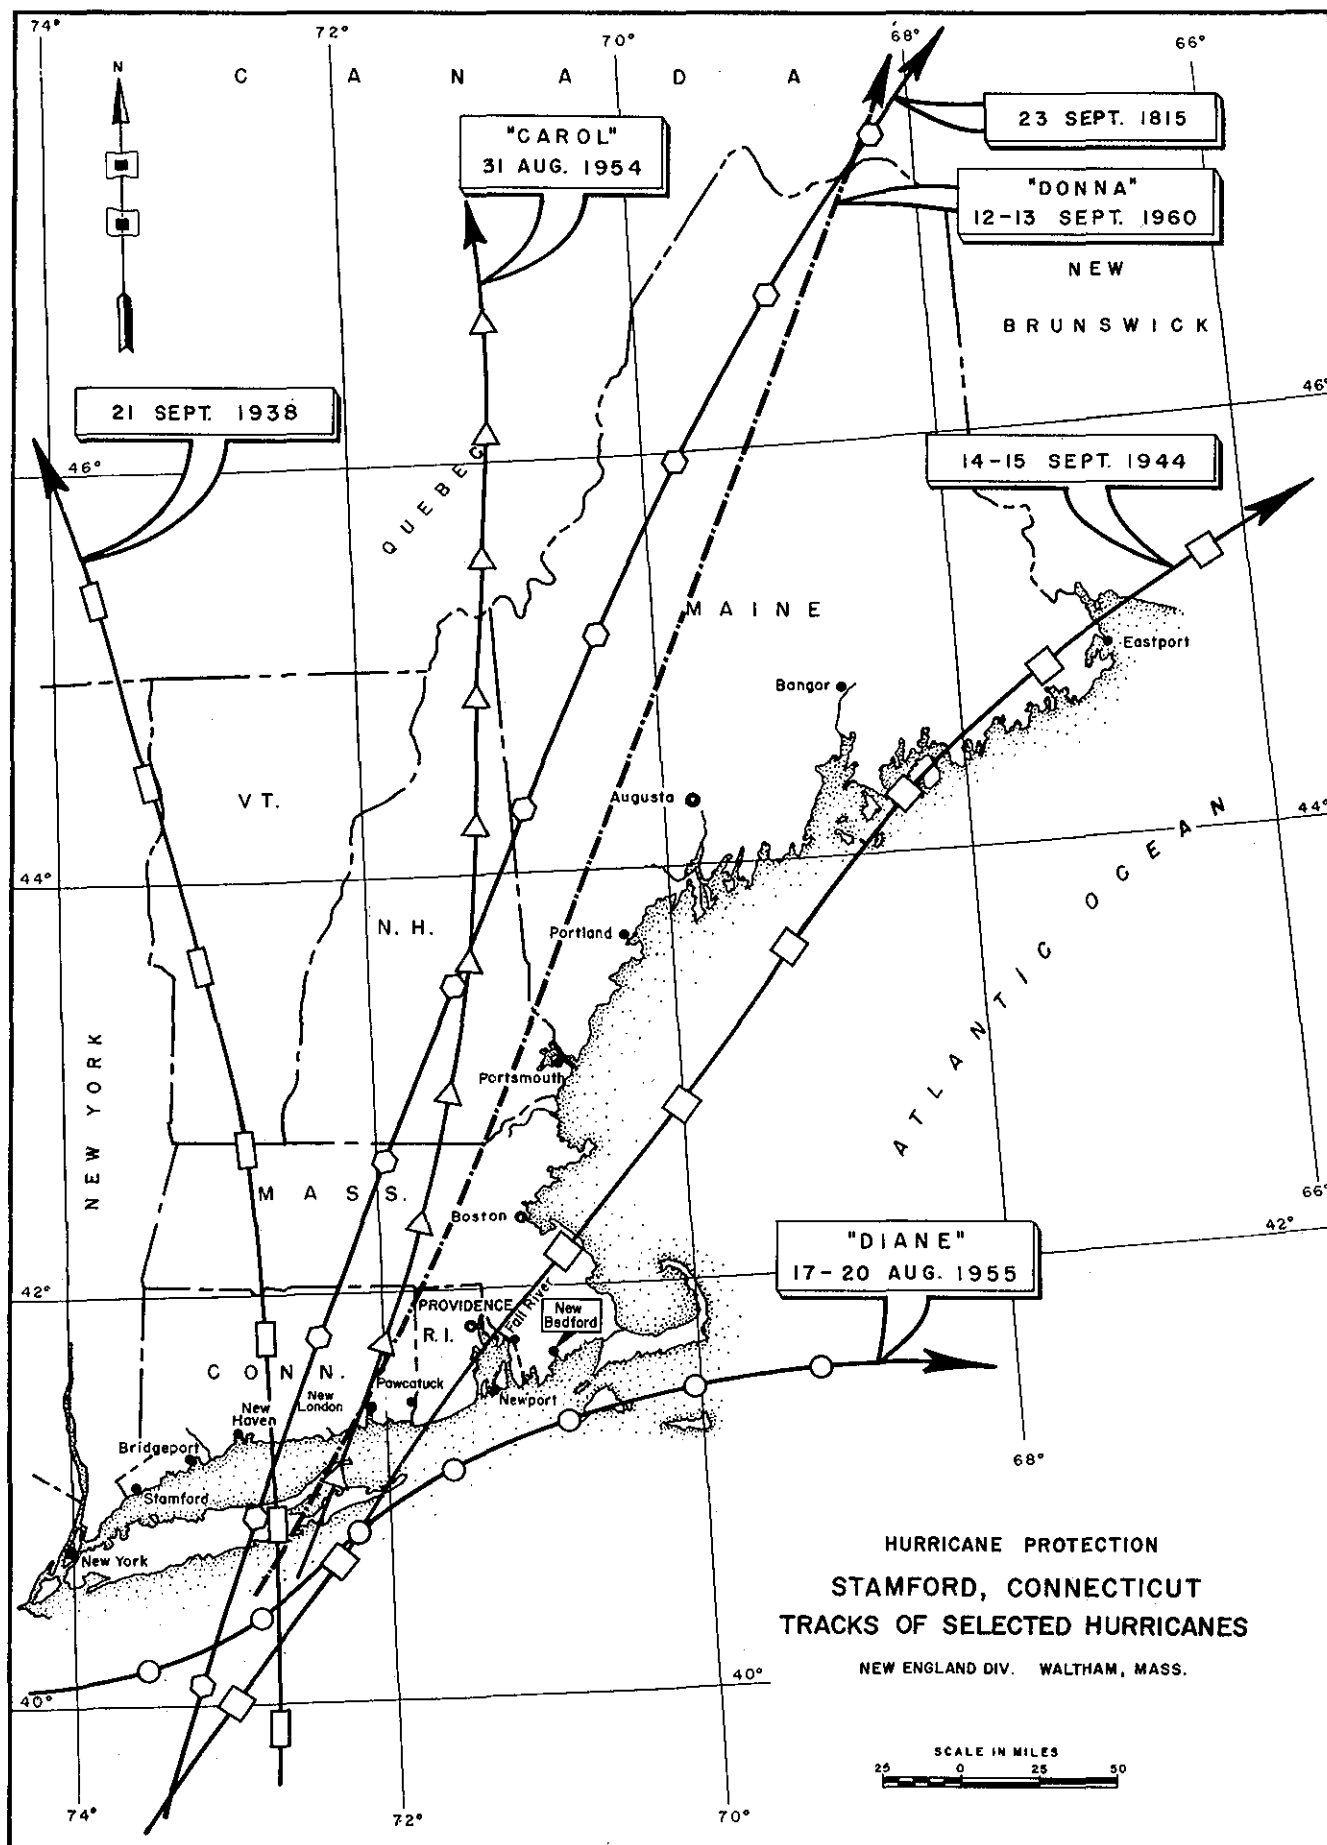 74°
72°
70°
68°
66°
N
C A N A D A
"CAROL"
31 AUG. 1954
23 SEPT. 1815
"DONNA"
12-13 SEPT. 1960
NEW
BRUNSWICK
21 SEPT. 1938
46°
46°
14-15 SEPT. 1944
QUEBEC
MAINE
Eastport
Bangor
VT.
Augusta
44°
44°
N.H.
Portland
ATLANTIC OCEAN
NEW YORK
Portsmouth
MASS.
Boston
66°
42°
"DIANE"
17-20 AUG. 1955
42°
PROVIDENCE
R.I.
Fall River
New
Bedford
CONN.
Pawcatuck
New
London
Newport
New
Haven
Bridgeport
Stamford
68°
New York
HURRICANE PROTECTION
STAMFORD, CONNECTICUT
TRACKS OF SELECTED HURRICANES
NEW ENGLAND DIV. WALTHAM, MASS.
40°
40°
SCALE IN MILES
25 0 25 50
74°
72°
70°